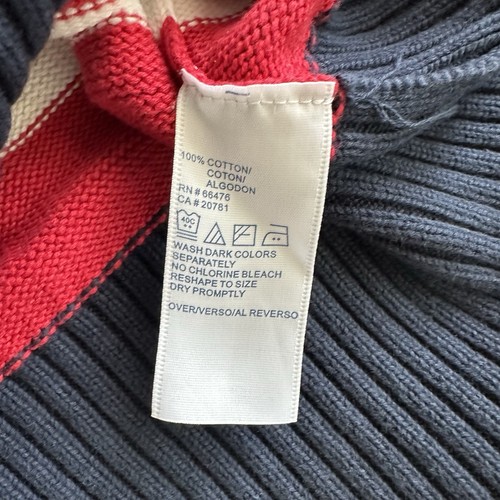 100% COTTON/
COTON/
ALGODON
RN # 66476
CA # 20781
40C
WASH DARK COLORS
SEPARATELY
NO CHLORINE BLEACH
RESHAPE TO SIZE
DRY PROMPTLY
OVER/VERSO/AL REVERSO